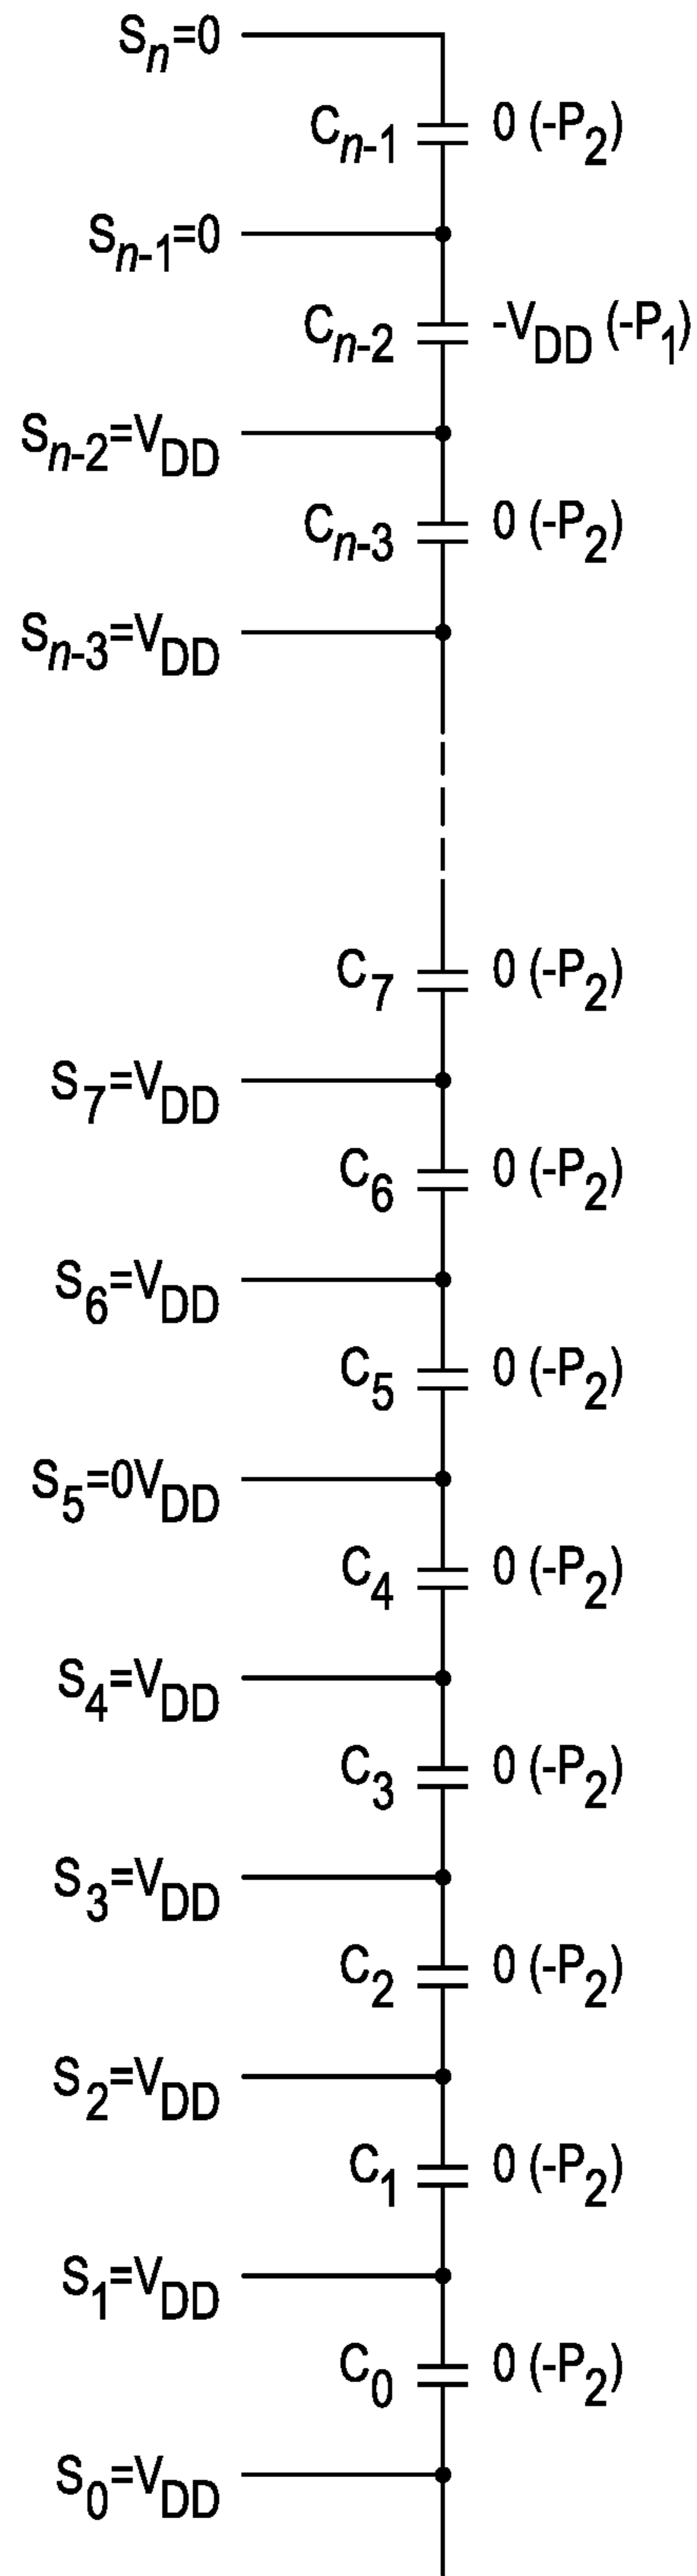 Sn=0
Cn-1 0 (-P2)
Sn-1=0
Cn-2 -VDD (-P1)
Sn-2=VDD
Cn-3 0 (-P2)
Sn-3=VDD
C7 0 (-P2)
S7=VDD
C6 0 (-P2)
S6=VDD
C5 0 (-P2)
S5=0VDD
C4 0 (-P2)
S4=VDD
C3 0 (-P2)
S3=VDD
C2 0 (-P2)
S2=VDD
C1 0 (-P2)
S1=VDD
C0 0 (-P2)
S0=VDD